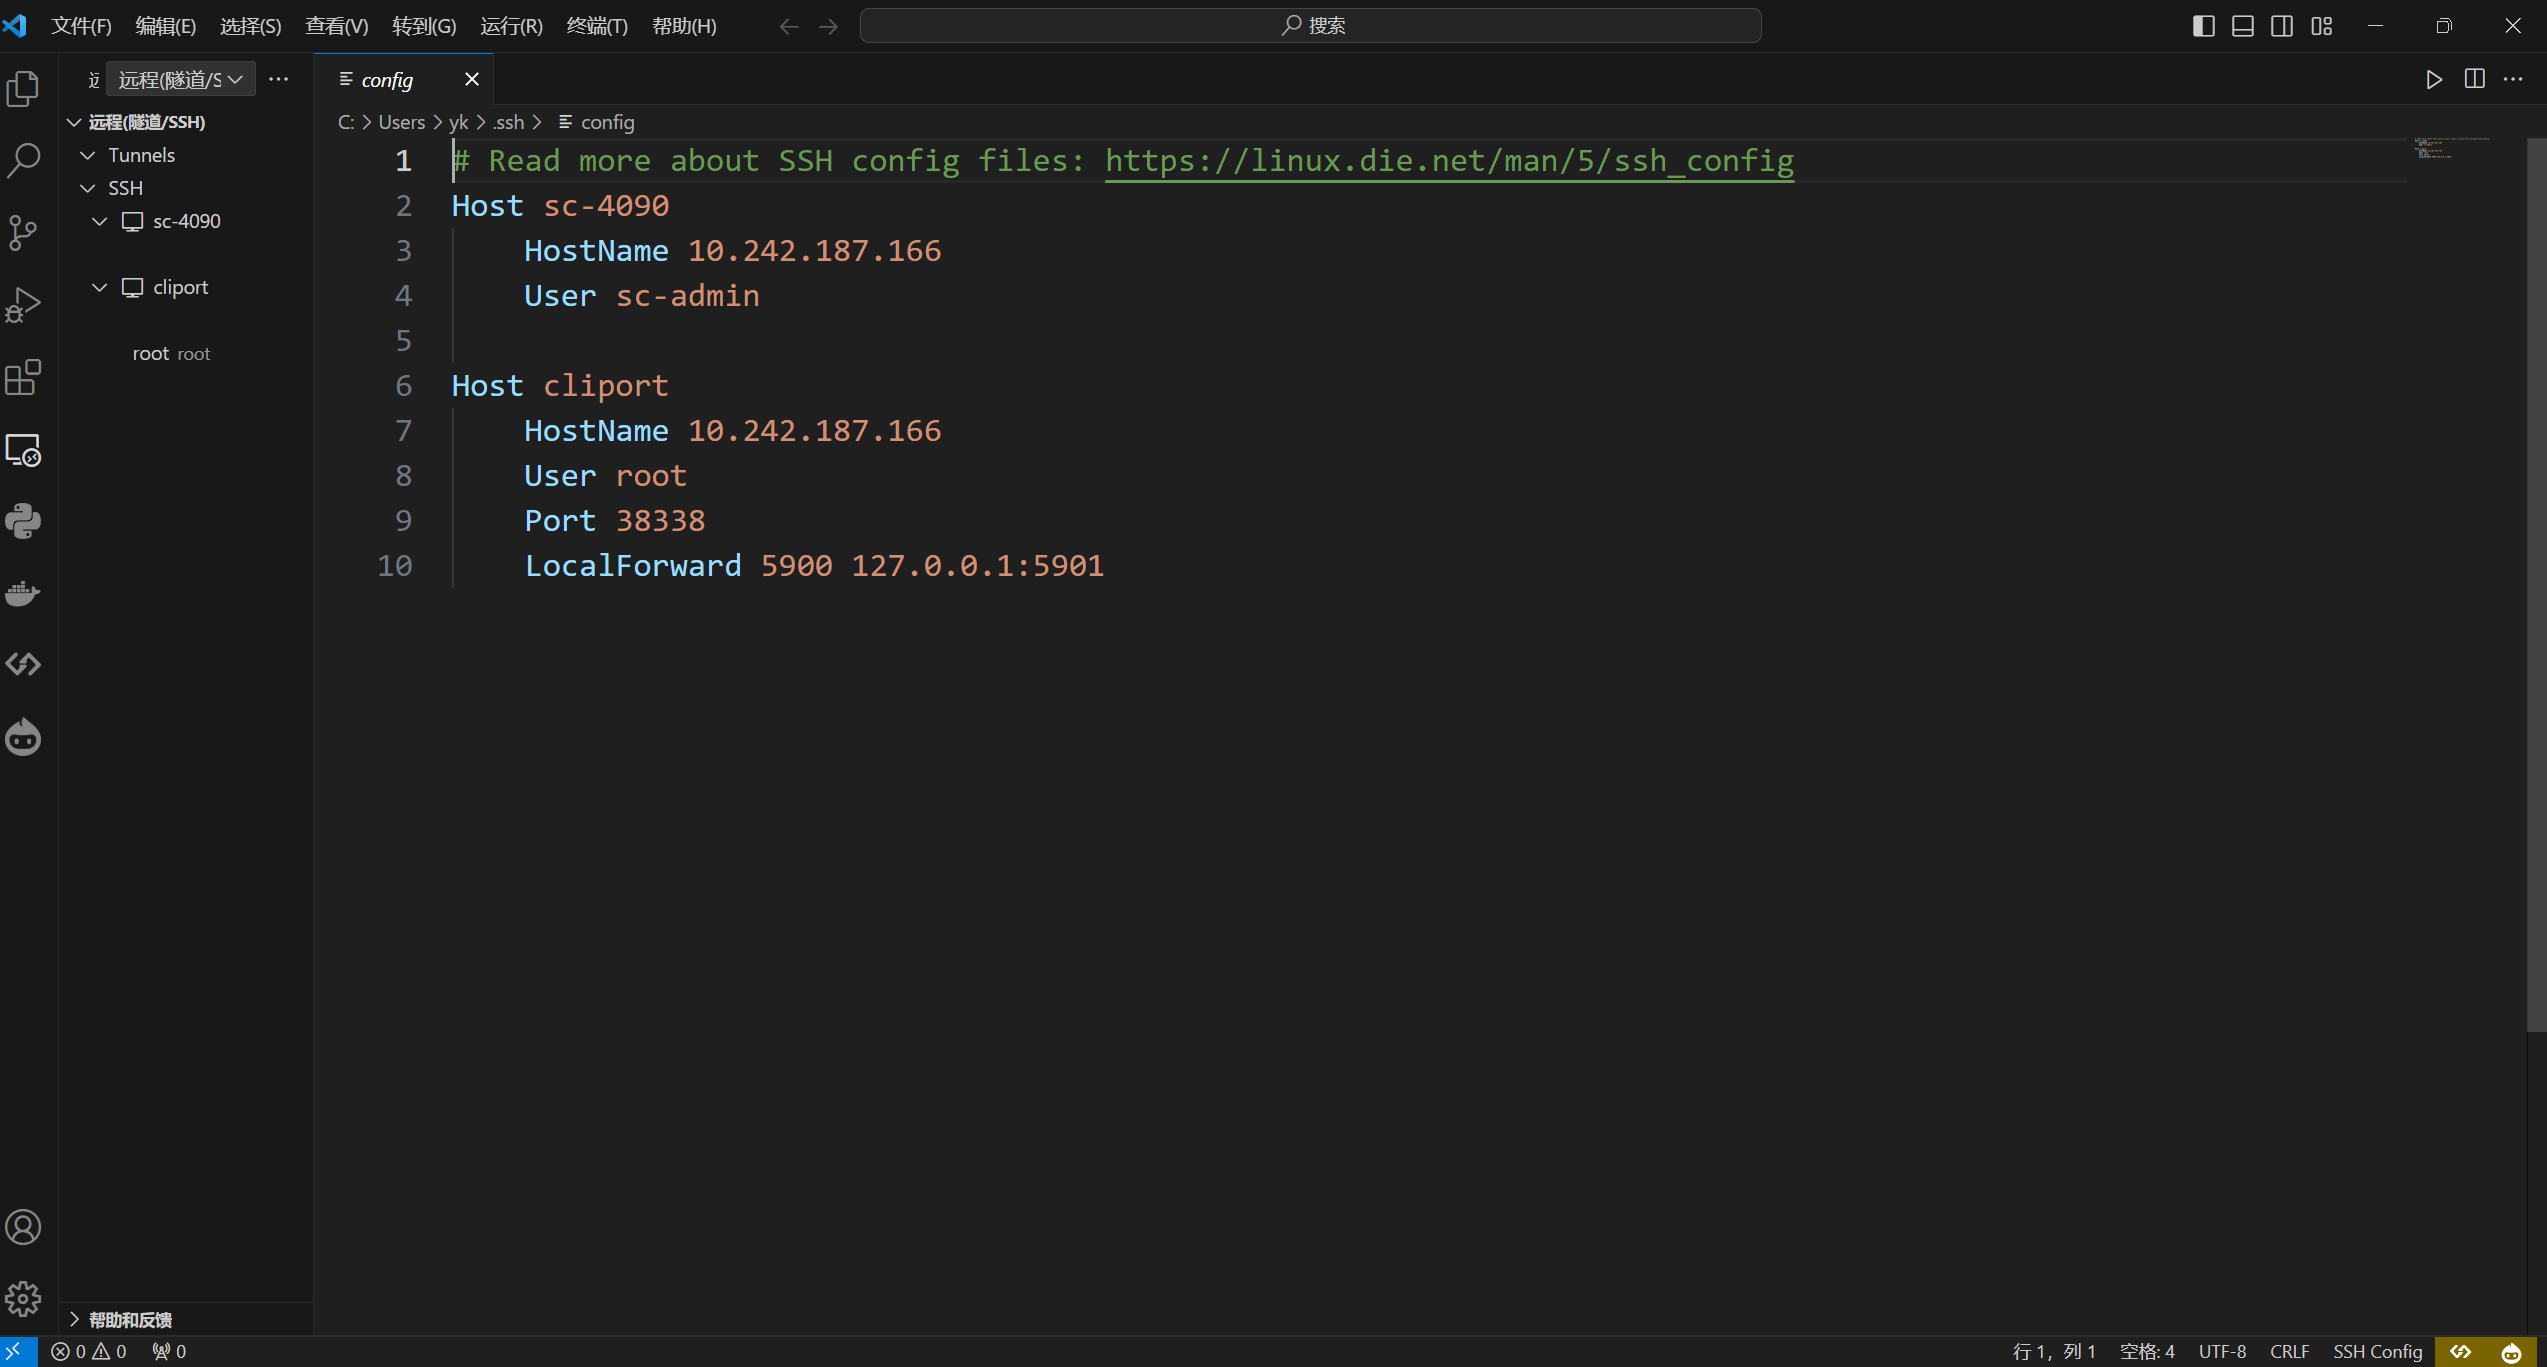 文件(F) 编辑(E) 选择(S) 查看(V) 转到(G) 运行(R) 终端(T) 帮助(H) 搜索
远程(隧道/S
config
远程(隧道/SSH)
Tunnels
SSH
sc-4090
cliport
root root
C: > Users > yk > .ssh > config
1 # Read more about SSH config files: https://linux.die.net/man/5/ssh_config
2 Host sc-4090
3 HostName 10.242.187.166
4 User sc-admin
5
6 Host cliport
7 HostName 10.242.187.166
8 User root
9 Port 38338
10 LocalForward 5900 127.0.0.1:5901
帮助和反馈
0 0 0 行 1，列 1 空格: 4 UTF-8 CRLF SSH Config